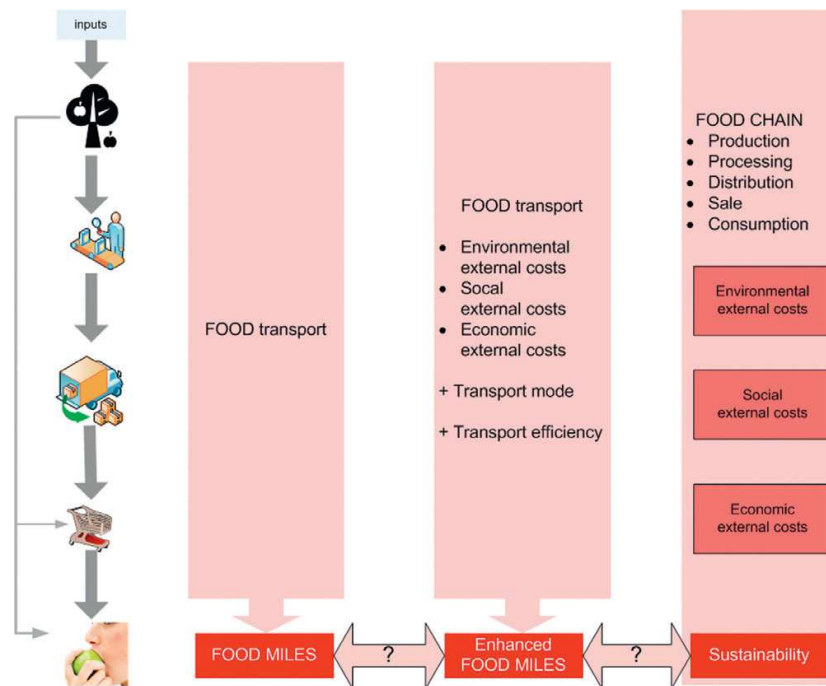 inputs
FOOD transport
FOOD transport
• Environmental
external costs
• Socal
external costs
• Economic
external costs
+ Transport mode
+ Transport efficiency
FOOD CHAIN
• Production
• Processing
• Distribution
• Sale
• Consumption
Environmental
external costs
Social
external costs
Economic
external costs
FOOD MILES
?
Enhanced
FOOD MILES
?
Sustainability